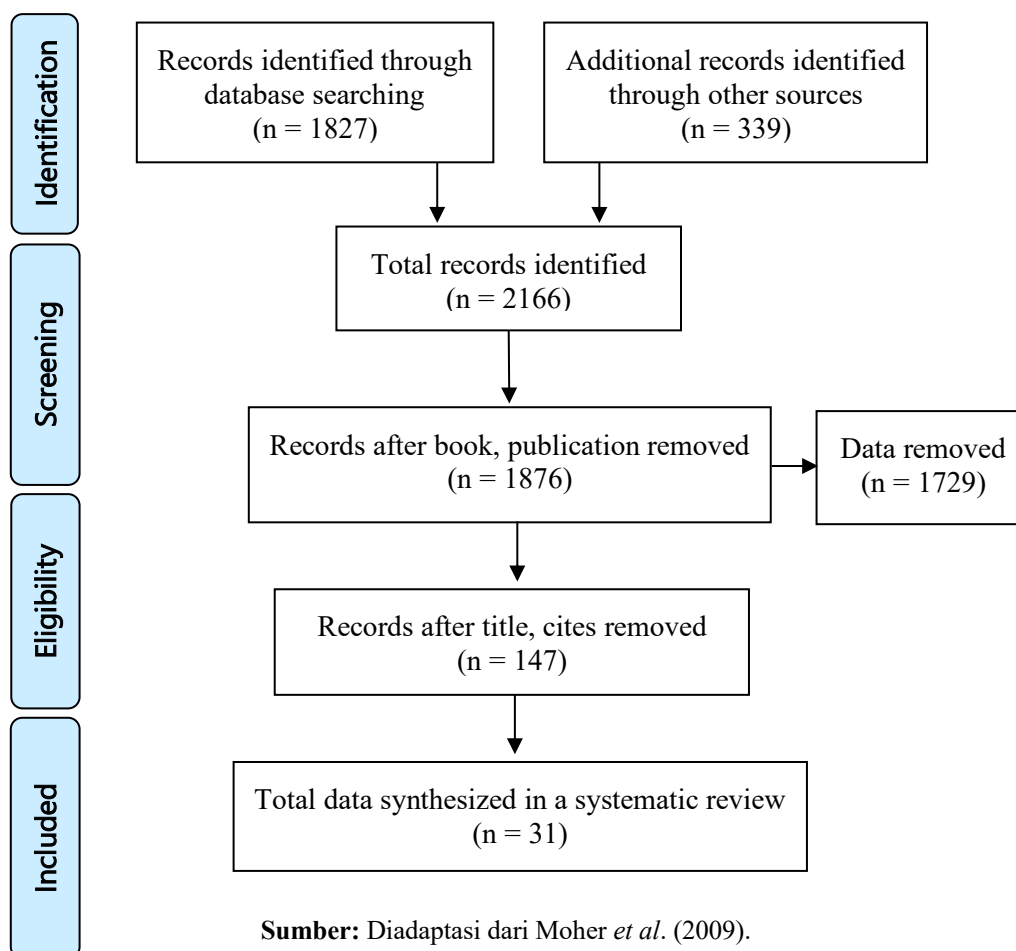 Identification
Records identified through
database searching
(n = 1827)
Additional records identified
through other sources
(n = 339)
Total records identified
(n = 2166)
Screening
Records after book, publication removed
(n = 1876)
Data removed
(n = 1729)
Eligibility
Records after title, cites removed
(n = 147)
Included
Total data synthesized in a systematic review
(n = 31)
Sumber: Diadaptasi dari Moher et al. (2009).